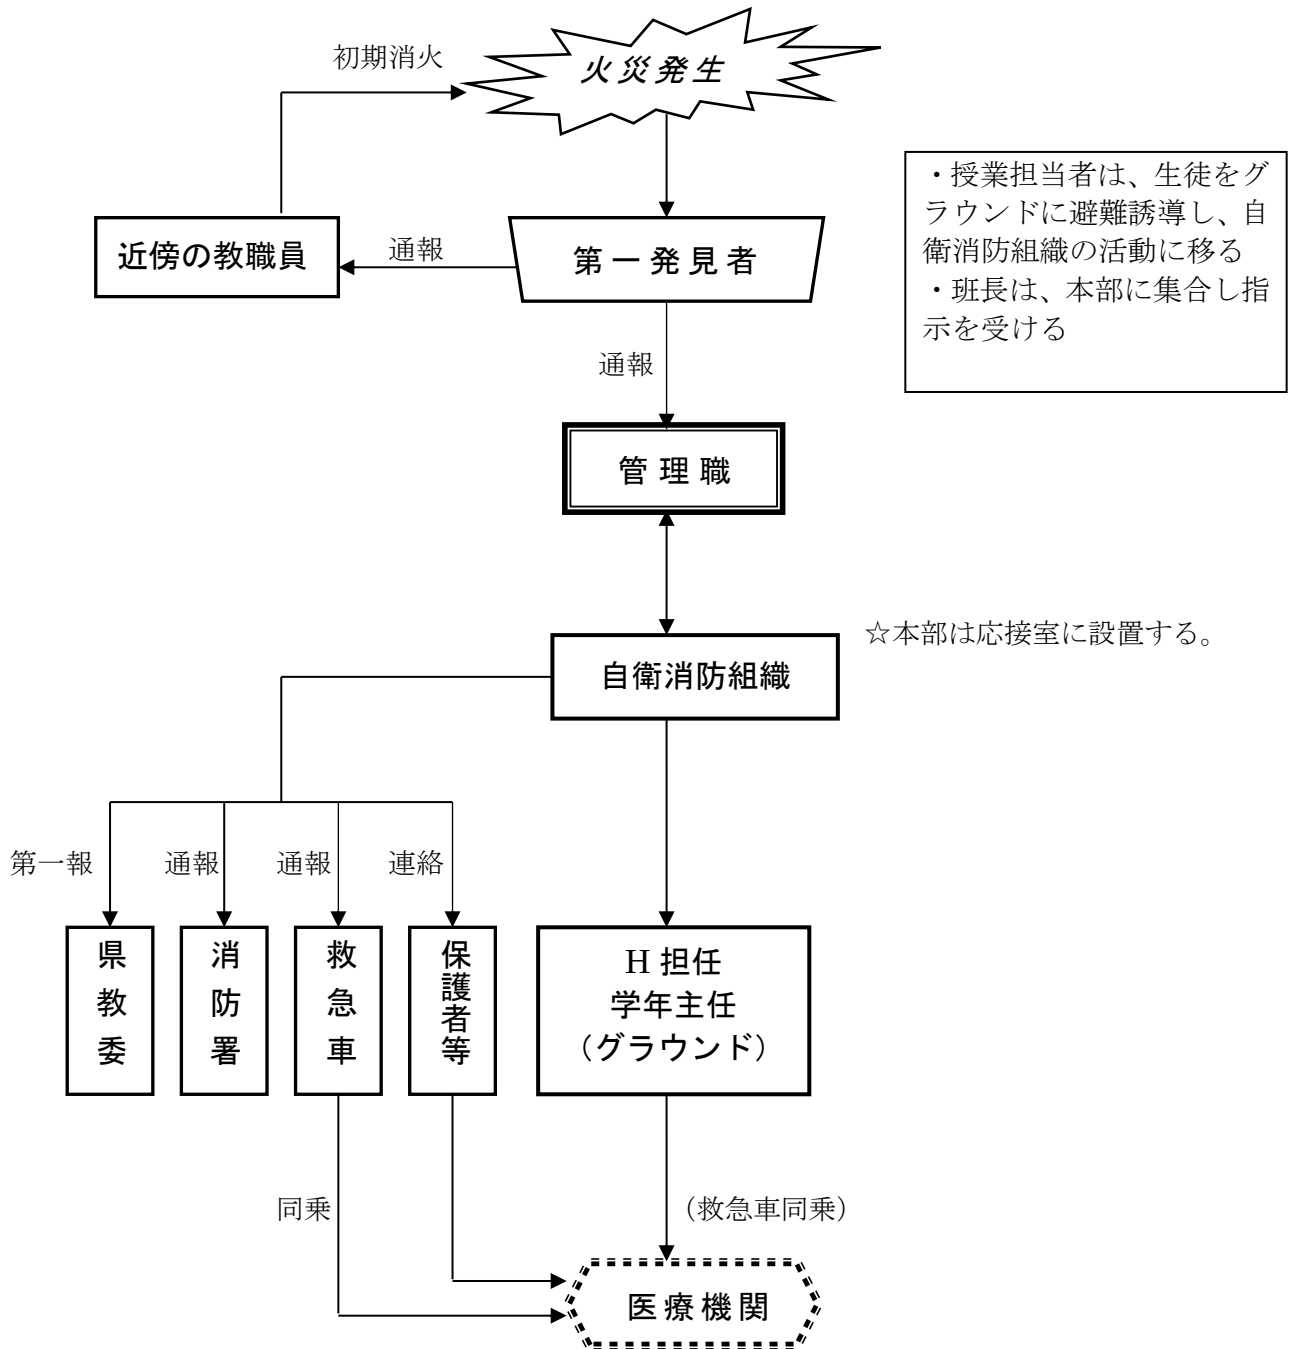 初期消火
火災発生
・授業担当者は、生徒をグ
ラウンドに避難誘導し、自
衛消防組織の活動に移る
・班長は、本部に集合し指
示を受ける
近傍の教職員
通報
第一発見者
通報
管理職
☆本部は応接室に設置する。
自衛消防組織
第一報
通報
通報
連絡
県教委
消防署
救急車
保護者等
H 担任
学年主任
（グラウンド）
同乗
（救急車同乗）
医療機関